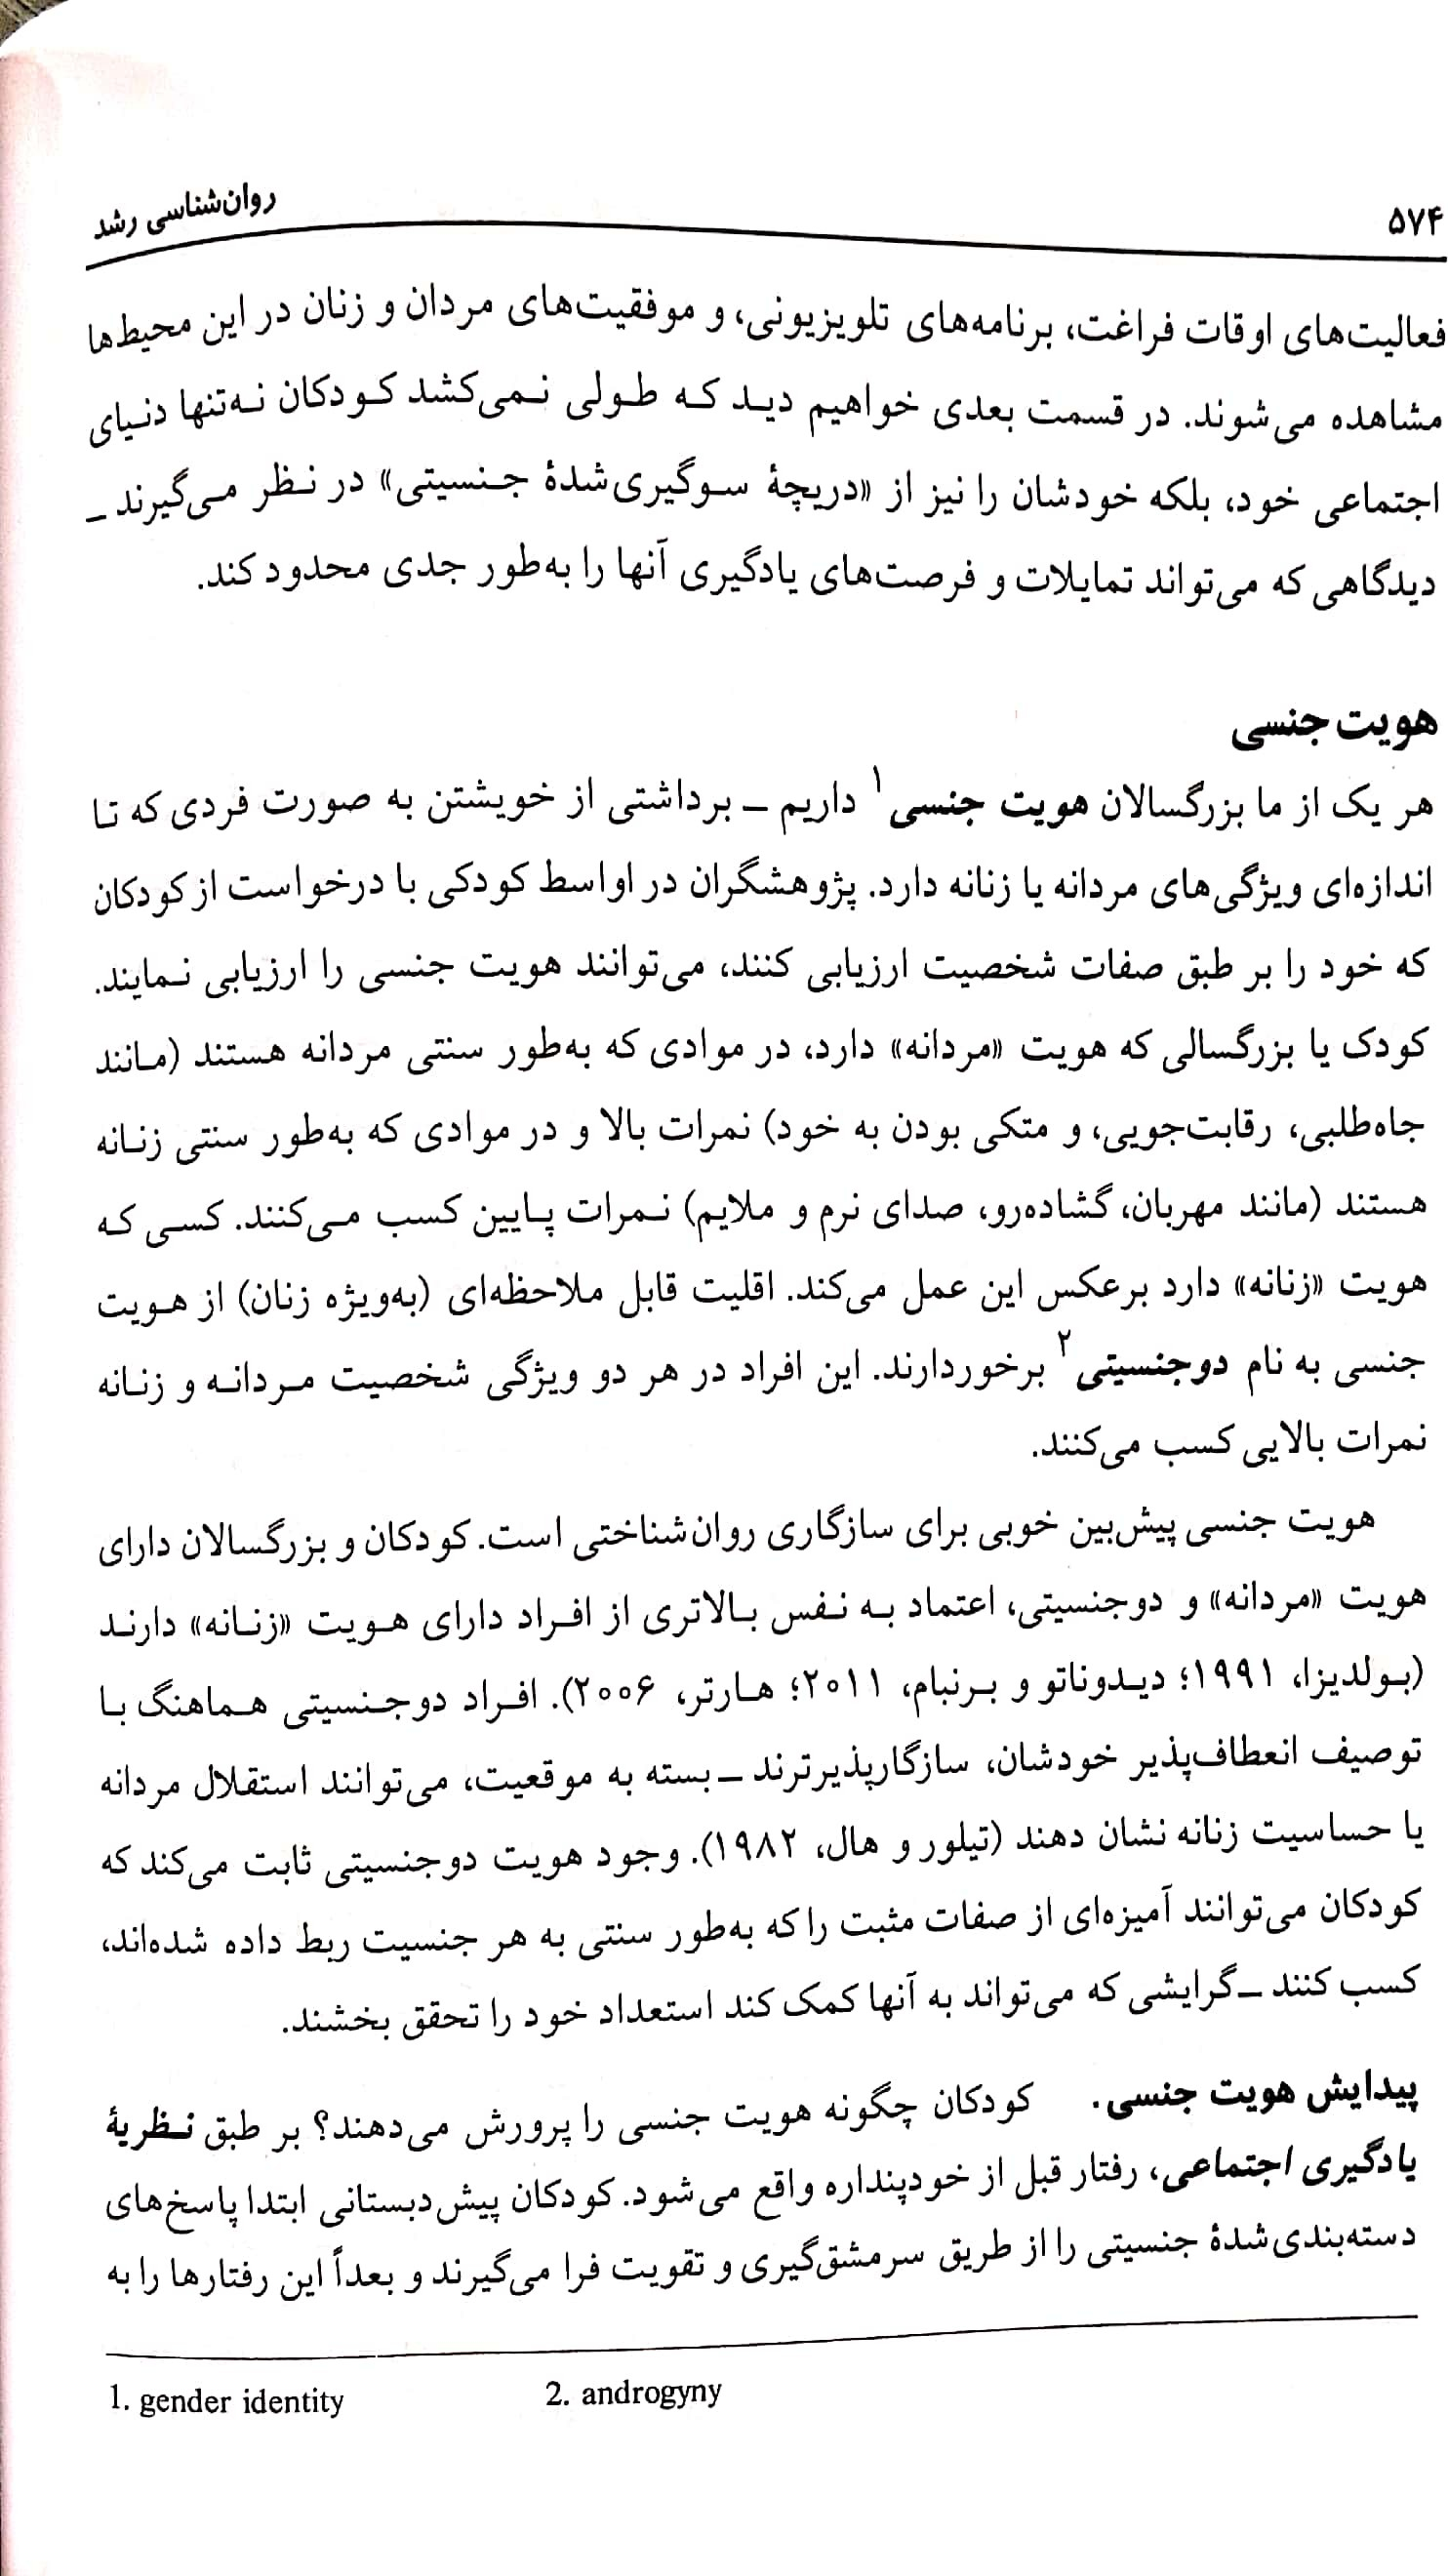 ۵۷۴
روان‌شناسی رشد
فعالیت‌های اوقات فراغت، برنامه‌های تلویزیونی، و موفقیت‌های مردان و زنان در این محیط‌ها
مشاهده می‌شوند. در قسمت بعدی خواهیم دید که طولی نمی‌کشد کودکان نه‌تنها دنیای
اجتماعی خود، بلکه خودشان را نیز از «دریچهٔ سوگیری‌شدهٔ جنسیتی» در نظر می‌گیرند ـ
دیدگاهی که می‌تواند تمایلات و فرصت‌های یادگیری آنها را به‌طور جدی محدود کند.
هویت جنسی
هر یک از ما بزرگسالان هویت جنسی۱ داریم ـ برداشتی از خویشتن به صورت فردی که تا
اندازه‌ای ویژگی‌های مردانه یا زنانه دارد. پژوهشگران در اواسط کودکی با درخواست از کودکان
که خود را بر طبق صفات شخصیت ارزیابی کنند، می‌توانند هویت جنسی را ارزیابی نمایند.
کودک یا بزرگسالی که هویت «مردانه» دارد، در موادی که به‌طور سنتی مردانه هستند (مانند
جاه‌طلبی، رقابت‌جویی، و متکی بودن به خود) نمرات بالا و در موادی که به‌طور سنتی زنانه
هستند (مانند مهربان، گشاده‌رو، صدای نرم و ملایم) نمرات پایین کسب می‌کنند. کسی که
هویت «زنانه» دارد برعکس این عمل می‌کند. اقلیت قابل ملاحظه‌ای (به‌ویژه زنان) از هویت
جنسی به نام دوجنسیتی۲ برخوردارند. این افراد در هر دو ویژگی شخصیت مردانه و زنانه
نمرات بالایی کسب می‌کنند.
هویت جنسی پیش‌بین خوبی برای سازگاری روان‌شناختی است. کودکان و بزرگسالان دارای
هویت «مردانه» و دوجنسیتی، اعتماد به نفس بالاتری از افراد دارای هویت «زنانه» دارند
(بولدیزا، ۱۹۹۱؛ دیدوناتو و برنبام، ۲۰۱۱؛ هارتر، ۲۰۰۶). افراد دوجنسیتی هماهنگ با
توصیف انعطاف‌پذیر خودشان، سازگارپذیرترند ـ بسته به موقعیت، می‌توانند استقلال مردانه
یا حساسیت زنانه نشان دهند (تیلور و هال، ۱۹۸۲). وجود هویت دوجنسیتی ثابت می‌کند که
کودکان می‌توانند آمیزه‌ای از صفات مثبت را که به‌طور سنتی به هر جنسیت ربط داده شده‌اند،
کسب کنند ـ گرایشی که می‌تواند به آنها کمک کند استعداد خود را تحقق بخشند.
پیدایش هویت جنسی. کودکان چگونه هویت جنسی را پرورش می‌دهند؟ بر طبق نظریهٔ
یادگیری اجتماعی، رفتار قبل از خودپنداره واقع می‌شود. کودکان پیش‌دبستانی ابتدا پاسخ‌های
دسته‌بندی‌شدهٔ جنسیتی را از طریق سرمشق‌گیری و تقویت فرا می‌گیرند و بعداً این رفتارها را به
1. gender identity 2. androgyny